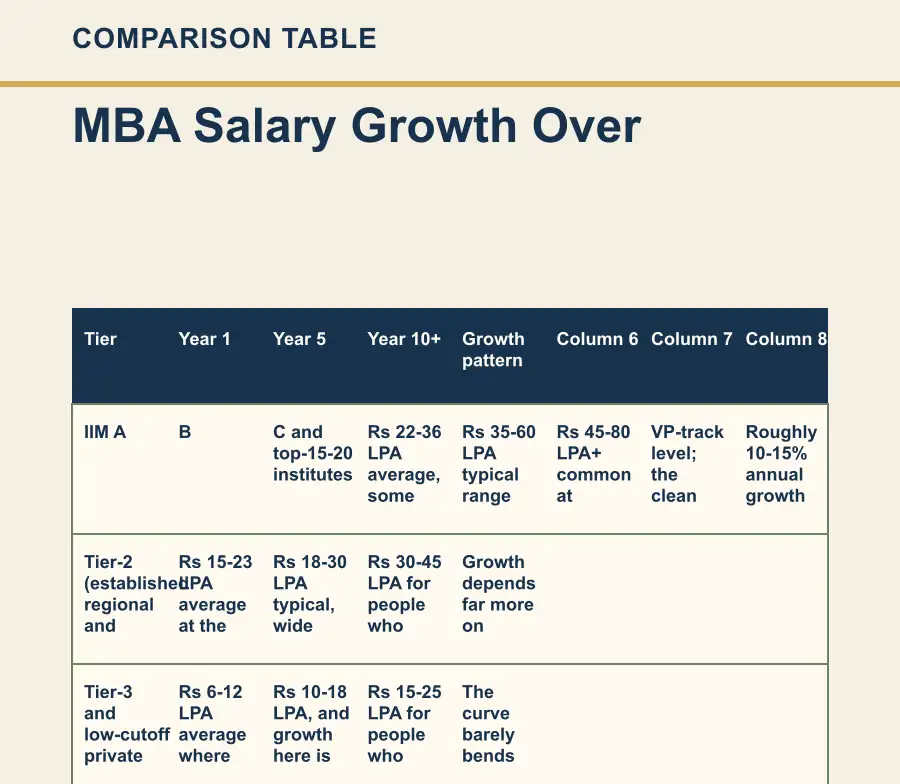 COMPARISON TABLE
MBA Salary Growth Over
Tier Year 1 Year 5 Year 10+ Growth pattern Column 6 Column 7 Column 8
IIM A
B
C and
top-15-20
institutes
Rs 22-36
LPA
average,
some
Rs 35-60
LPA
typical
range
Rs 45-80
LPA+
common
at
VP-track
level;
the
clean
Roughly
10-15%
annual
growth
Tier-2
(established
regional
and
Rs 15-23
LPA
average
at the
Rs 18-30
LPA
typical,
wide
Rs 30-45
LPA for
people
who
Growth
depends
far more
on
Tier-3
and
low-cutoff
private
Rs 6-12
LPA
average
where
Rs 10-18
LPA, and
growth
here is
Rs 15-25
LPA for
people
who
The
curve
barely
bends